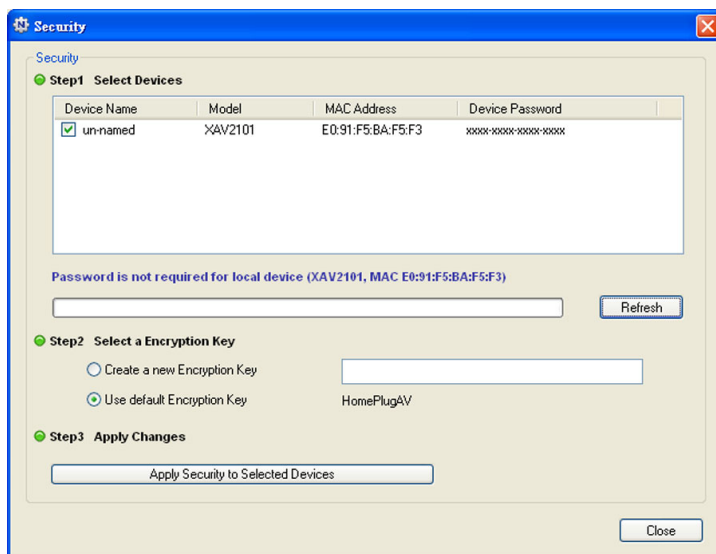 Security
Security
Step1 Select Devices
Device Name Model MAC Address Device Password
un-named XAV2101 E0:91:F5:BA:F5:F3 xxxx-xxxx-xxxx-xxxx
Password is not required for local device (XAV2101, MAC E0:91:F5:BA:F5:F3)
Refresh
Step2 Select a Encryption Key
Create a new Encryption Key
Use default Encryption Key HomePlugAV
Step3 Apply Changes
Apply Security to Selected Devices
Close